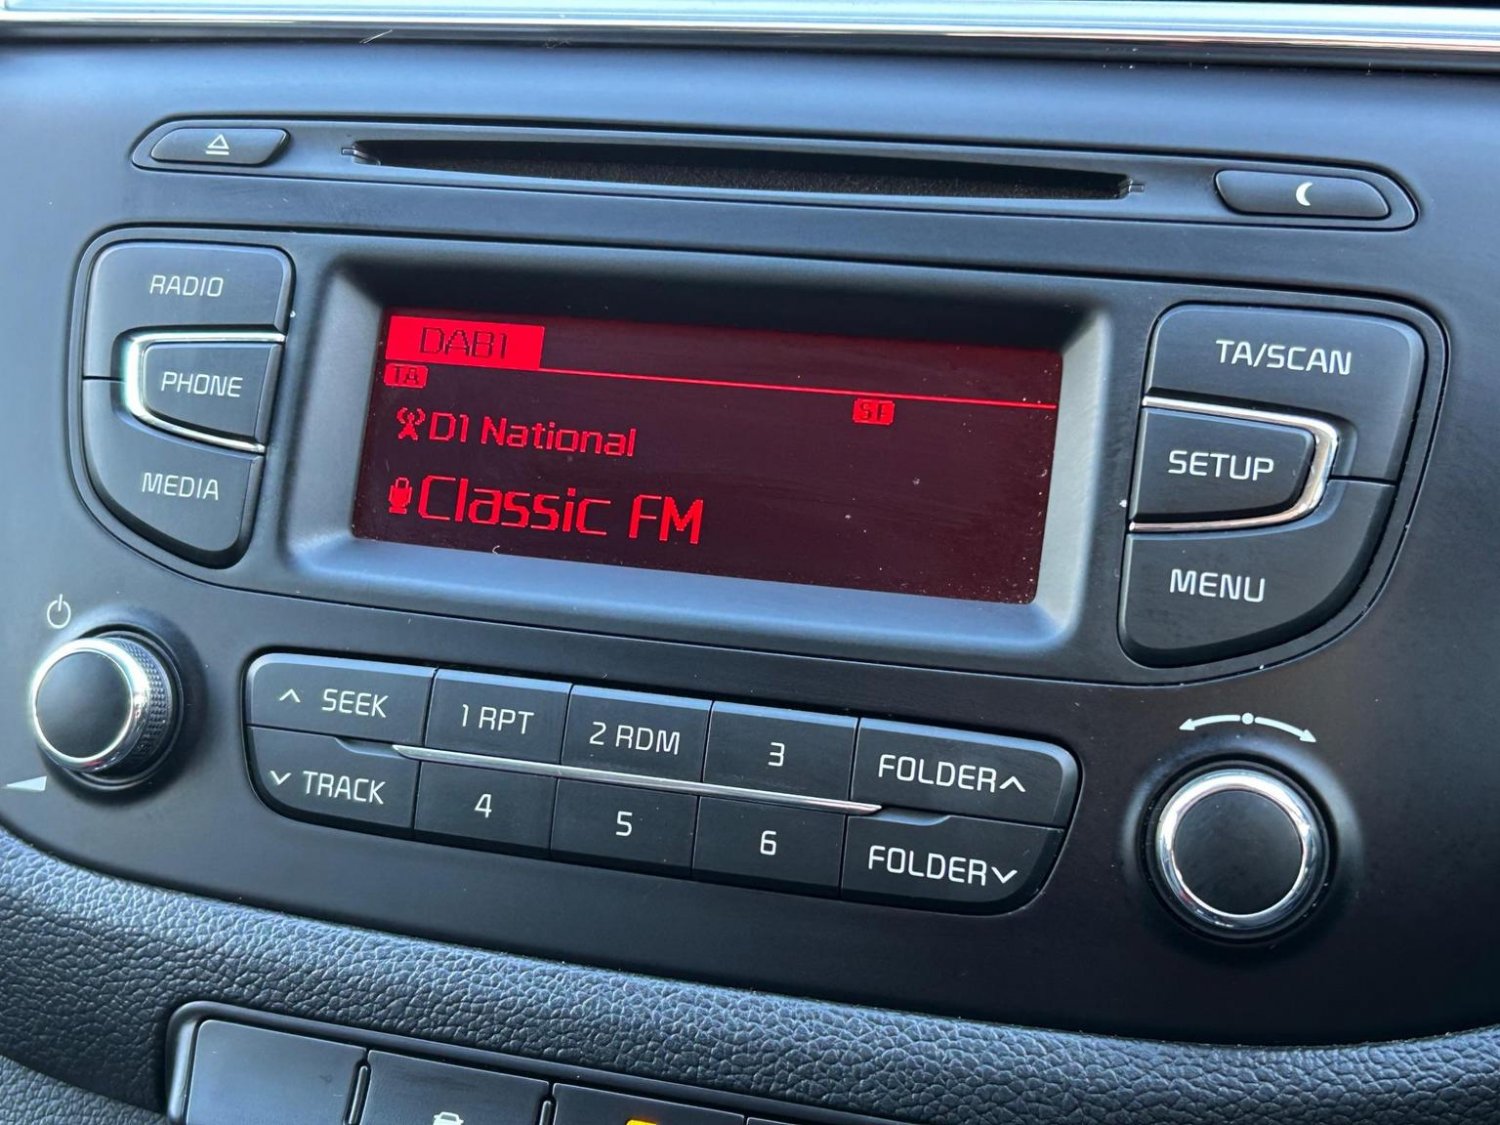 RADIO
PHONE
MEDIA
DAB1
TA
SF
D1 National
Classic FM
TA/SCAN
SETUP
MENU
SEEK
TRACK
1 RPT
2 RDM
3
4
5
6
FOLDER
FOLDER